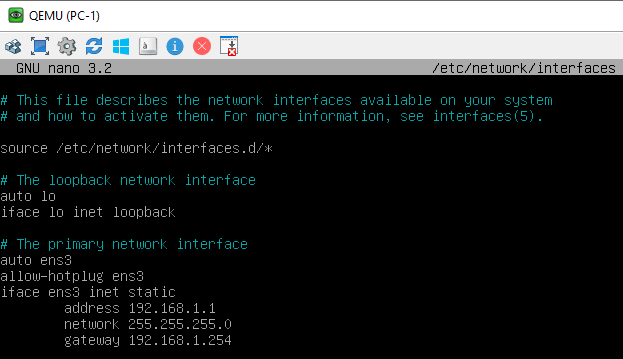 QEMU (PC-1)
GNU nano 3.2 /etc/network/interfaces
# This file describes the network interfaces available on your system
# and how to activate them. For more information, see interfaces(5).
source /etc/network/interfaces.d/*
# The loopback network interface
auto lo
iface lo inet loopback
# The primary network interface
auto ens3
allow-hotplug ens3
iface ens3 inet static
address 192.168.1.1
network 255.255.255.0
gateway 192.168.1.254